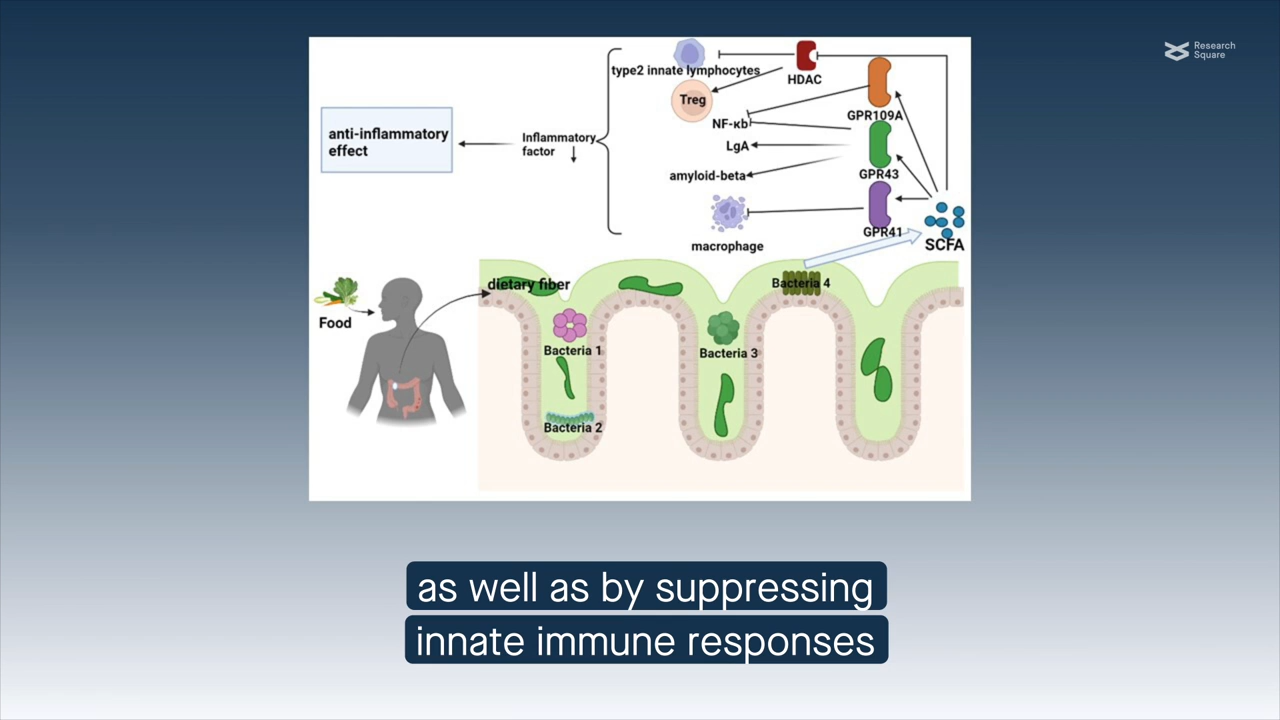 Research
Square
type2 innate lymphocytes
HDAC
Treg
GPR109A
NF-κb
anti-inflammatory
effect
Inflammatory
factor
LgA
amyloid-beta
GPR43
macrophage
GPR41
SCFA
dietary fiber
Bacteria 4
Food
Bacteria 1
Bacteria 3
Bacteria 2
as well as by suppressing
innate immune responses